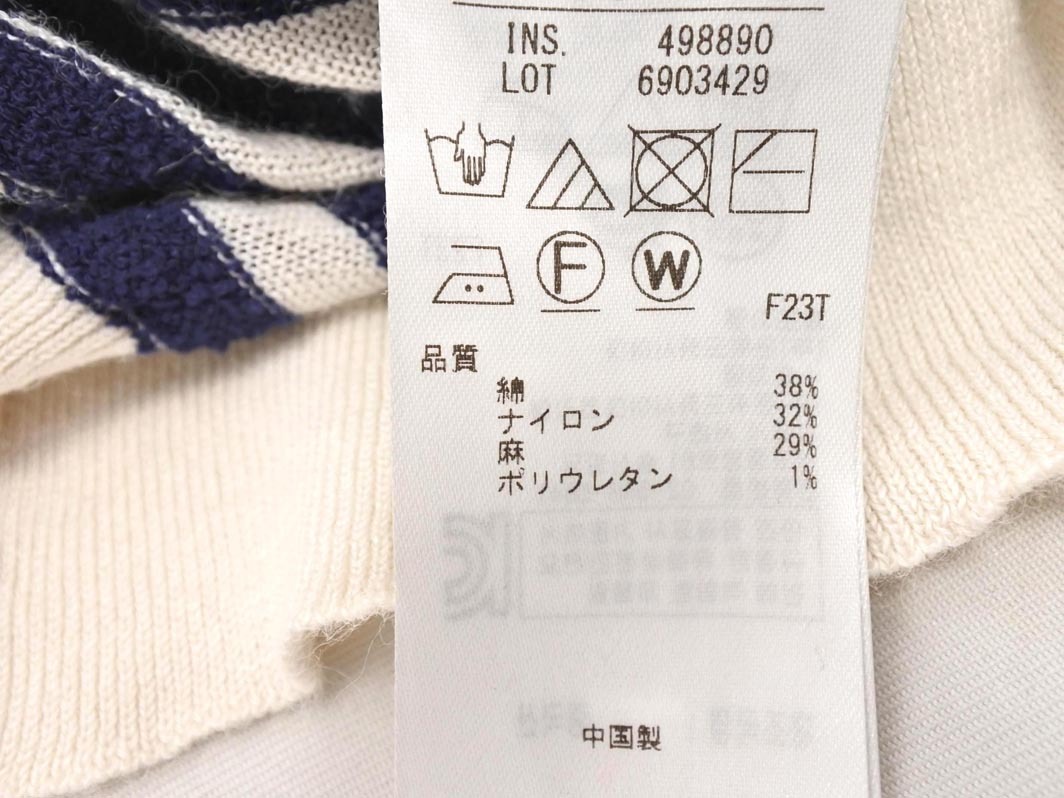 INS. 498890
LOT 6903429
F W
F23T
品質
綿 38%
ナイロン 32%
麻 29%
ポリウレタン 1%
中国製